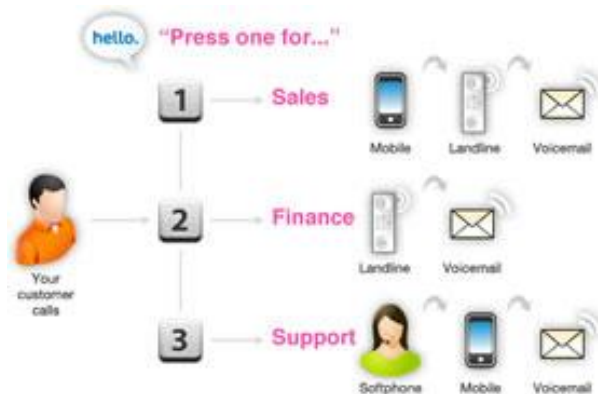 hello. "Press one for..."
1 Sales
Mobile Landline Voicemail
2 Finance
Landline Voicemail
Your
customer
calls
3 Support
Softphone Mobile Voicemail